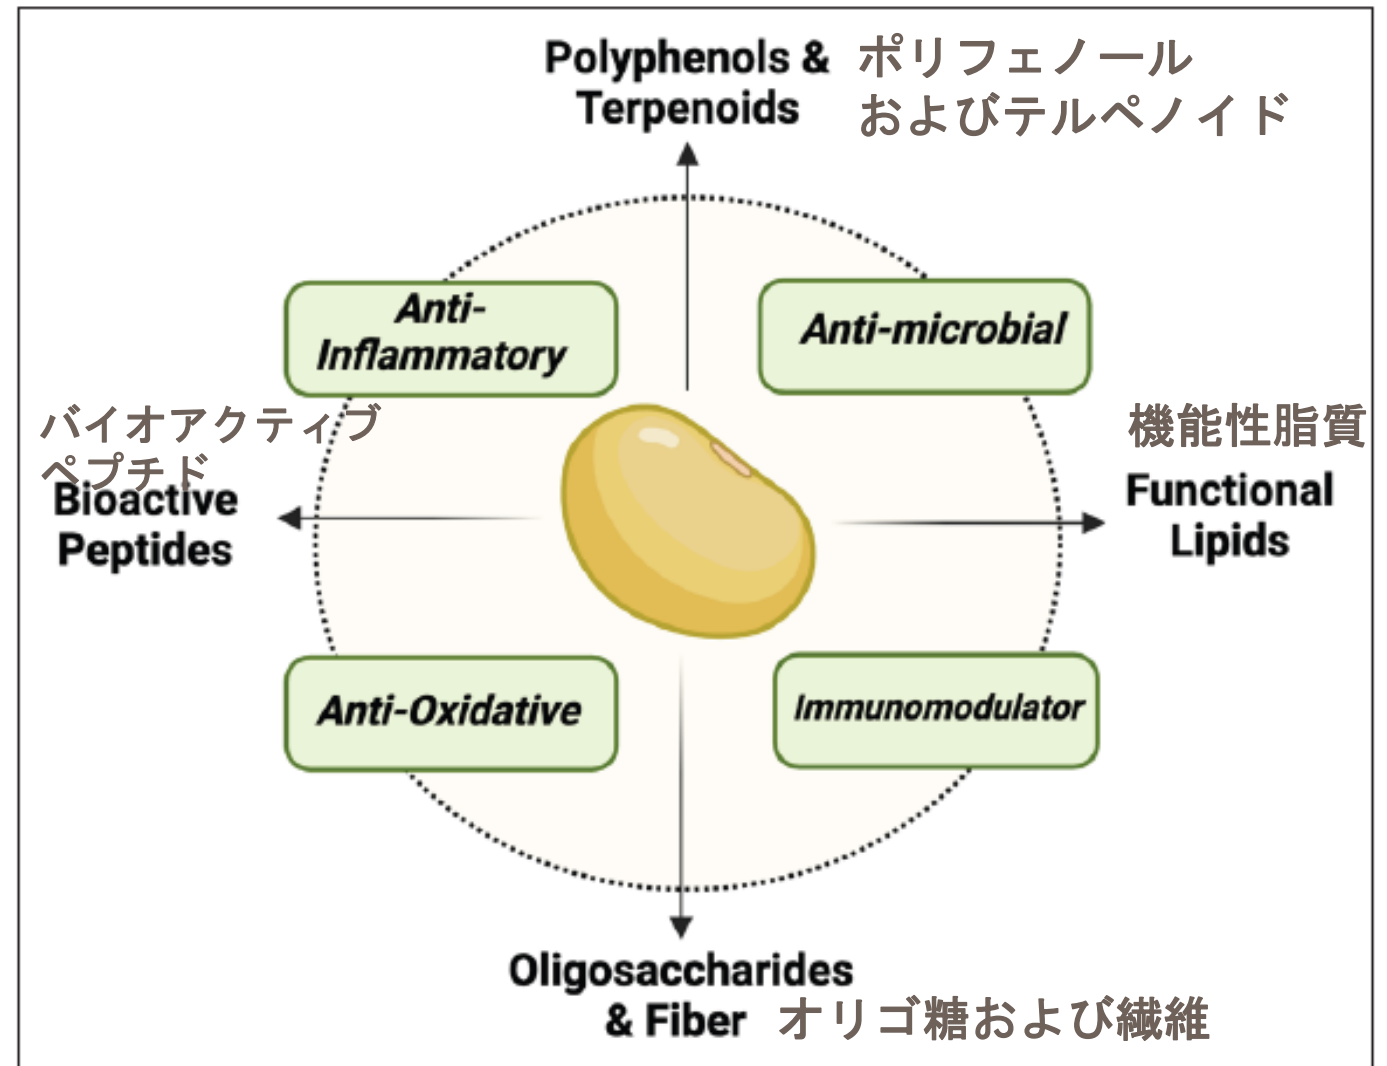 Polyphenols & ポリフェノール
Terpenoids およびテルペノイド
Anti-
Inflammatory
Anti-microbial
バイオアクティブ
ペプチド
Bioactive
Peptides
機能性脂質
Functional
Lipids
Anti-Oxidative
Immunomodulator
Oligosaccharides
& Fiber オリゴ糖および繊維